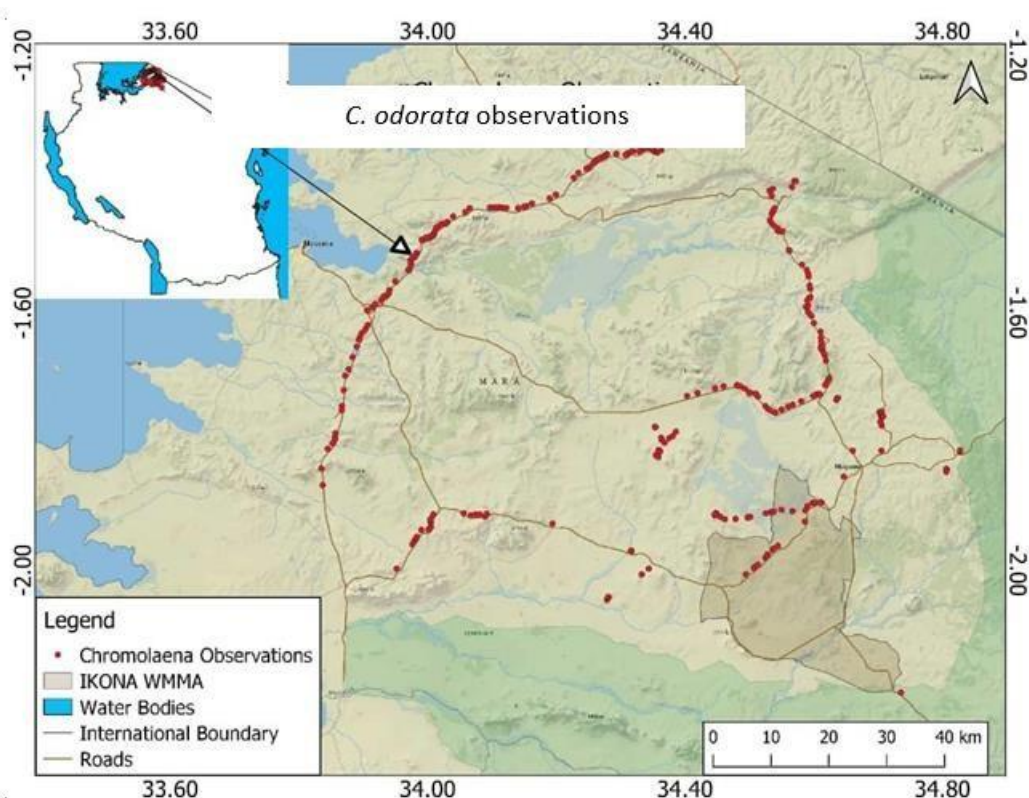 33.60 34.00 34.40 34.80
-1.20 -1.20
C. odorata observations
TANZANIA
TANZANIA
-1.60 -1.60
MARA
-2.00 -2.00
Legend
Chromolaena Observations
IKONA WMMA
Water Bodies
International Boundary
Roads
0 10 20 30 40 km
33.60 34.00 34.40 34.80